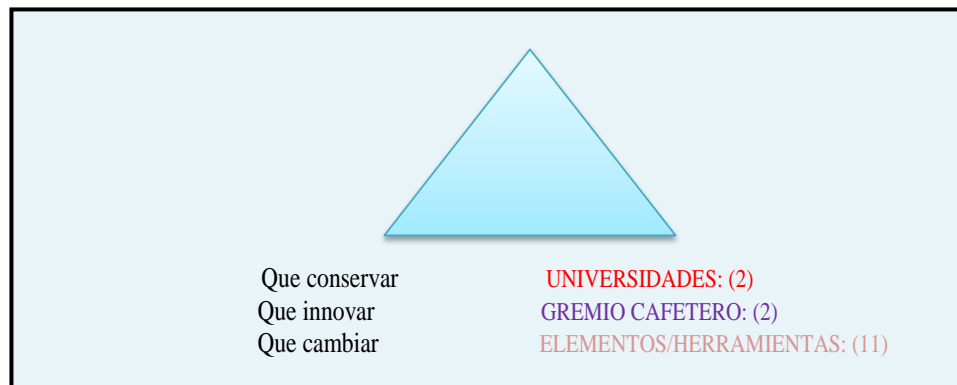 Que conservar UNIVERSIDADES: (2)
Que innovar GREMIO CAFETERO: (2)
Que cambiar ELEMENTOS/HERRAMIENTAS: (11)